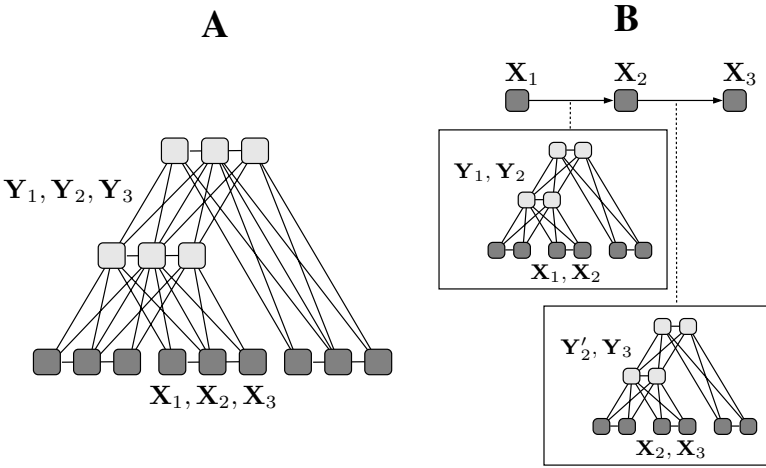 A
Y₁, Y₂, Y₃
X₁, X₂, X₃
B
X₁ X₂ X₃
Y₁, Y₂
X₁, X₂
Y′₂, Y₃
X₂, X₃